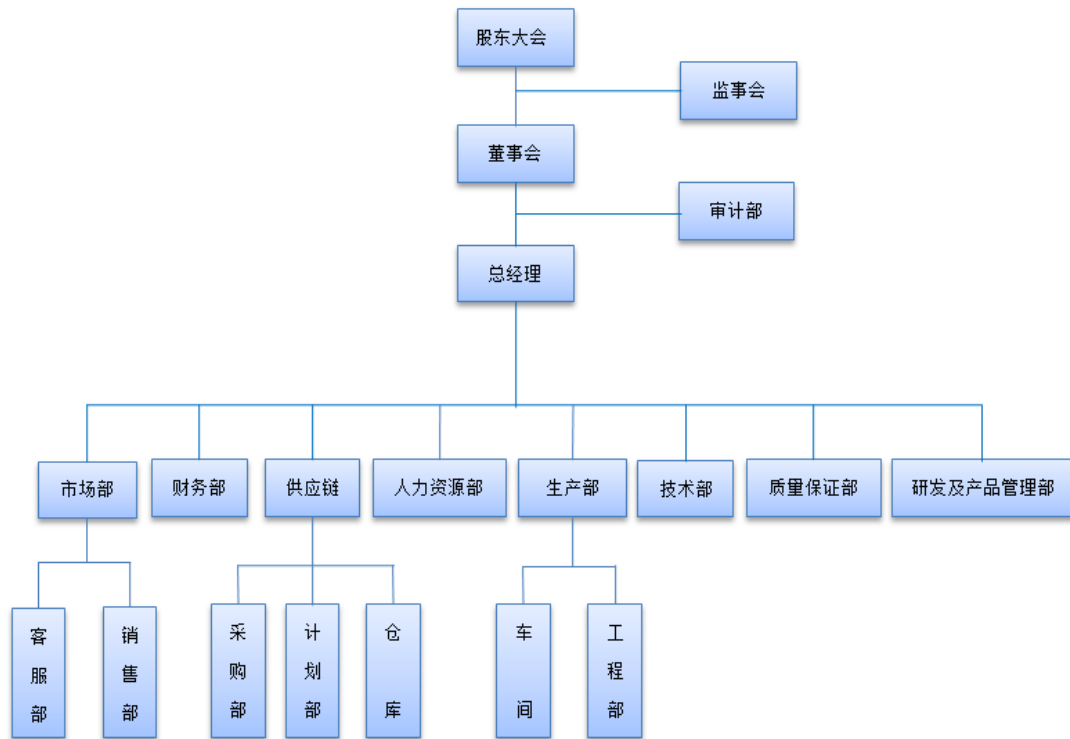 股东大会
监事会
董事会
审计部
总经理
市场部
财务部
供应链
人力资源部
生产部
技术部
质量保证部
研发及产品管理部
客服部
销售部
采购部
计划部
仓库
车间
工程部